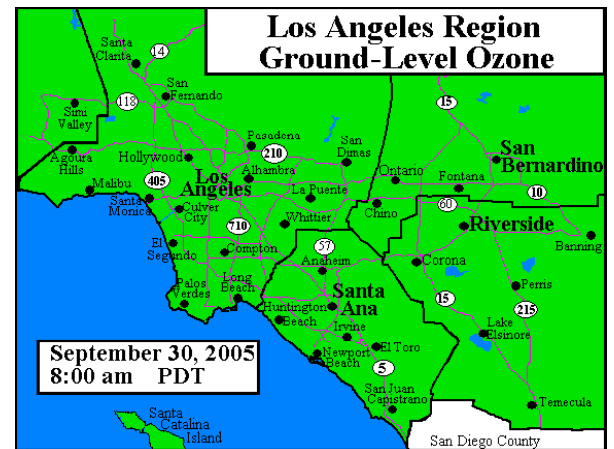 Los Angeles Region
Ground-Level Ozone
Santa
Clarita
14
San
Fernando
118
Simi
Valley
15
Pasadena
San
Dimas
San
Bernardino
Agoura
Hills
Hollywood
210
Alhambra
Ontario
Fontana
10
405
Los
Angeles
Malibu
Santa
Monica
La Puente
Chino
60
Culver
City
710
Whittier
Riverside
Banning
El
Segundo
Compton
57
Anaheim
Corona
Palos
Verdes
Long
Beach
Santa
Ana
Perris
15
215
Huntington
Beach
Irvine
Lake
Elsinore
Newport
Beach
El Toro
5
September 30, 2005
8:00 am PDT
San Juan
Capistrano
Temecula
Santa
Catalina
Island
San Diego County